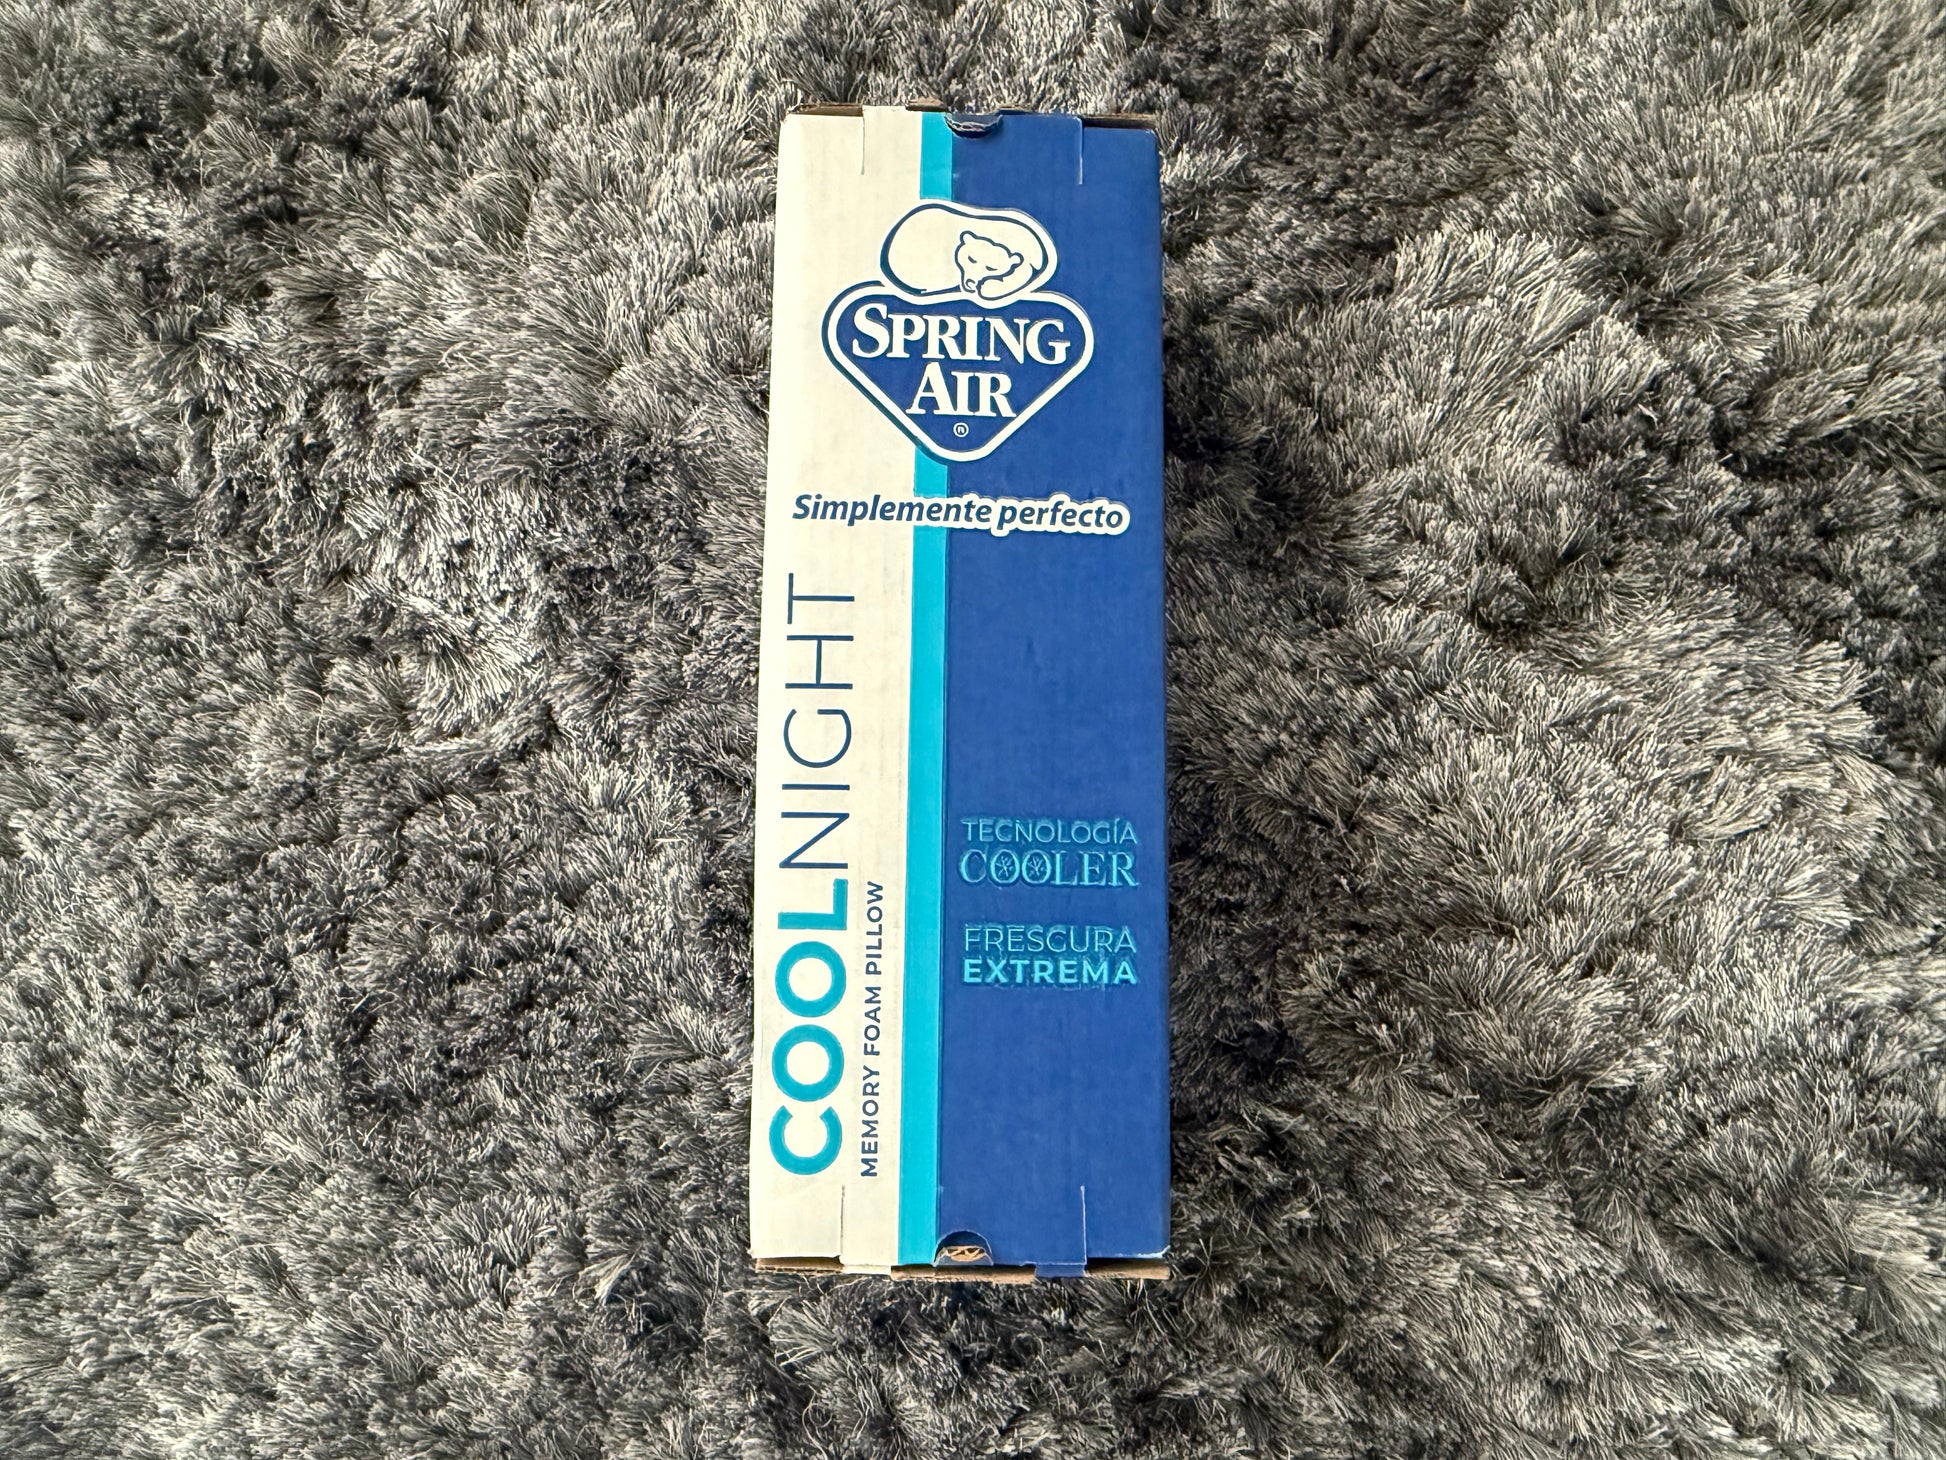 SPRING
AIR
®
Simplemente perfecto
COOLNIGHT
MEMORY FOAM PILLOW
TECNOLOGÍA
COOLER
FRESCURA
EXTREMA